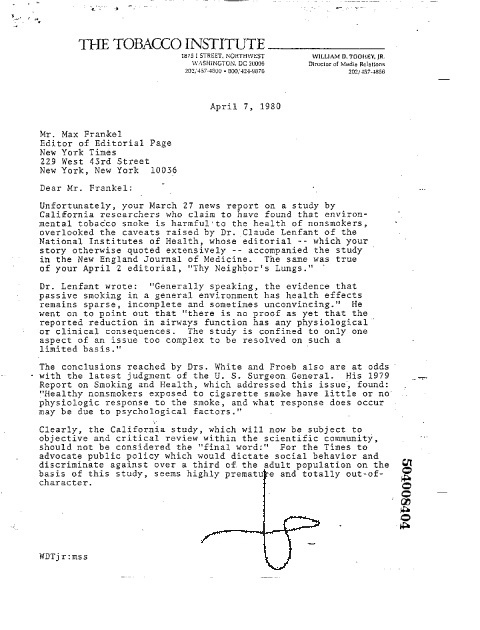 THE TOBACCO INSTITUTE
1875 I STREET, NORTHWEST
WASHINGTON, DC 20006
202/457-4800 • 800/424-9876
WILLIAM D. TOOHEY, JR.
Director of Media Relations
202/457-4856
April 7, 1980
Mr. Max Frankel
Editor of Editorial Page
New York Times
229 West 43rd Street
New York, New York 10036
Dear Mr. Frankel:
Unfortunately, your March 27 news report on a study by
California researchers who claim to have found that environ-
mental tobacco smoke is harmful to the health of nonsmokers,
overlooked the caveats raised by Dr. Claude Lenfant of the
National Institutes of Health, whose editorial -- which your
story otherwise quoted extensively -- accompanied the study
in the New England Journal of Medicine. The same was true
of your April 2 editorial, "Thy Neighbor's Lungs."
Dr. Lenfant wrote: "Generally speaking, the evidence that
passive smoking in a general environment has health effects
remains sparse, incomplete and sometimes unconvincing." He
went on to point out that "there is no proof as yet that the
reported reduction in airways function has any physiological
or clinical consequences. The study is confined to only one
aspect of an issue too complex to be resolved on such a
limited basis."
The conclusions reached by Drs. White and Froeb also are at odds
with the latest judgment of the U. S. Surgeon General. His 1979
Report on Smoking and Health, which addressed this issue, found:
"Healthy nonsmokers exposed to cigarette smoke have little or no
physiologic response to the smoke, and what response does occur
may be due to psychological factors."
Clearly, the California study, which will now be subject to
objective and critical review within the scientific community,
should not be considered the "final word:" For the Times to
advocate public policy which would dictate social behavior and
discriminate against over a third of the adult population on the
basis of this study, seems highly premature and totally out-of-
character.
WDTjr:mss
504008404